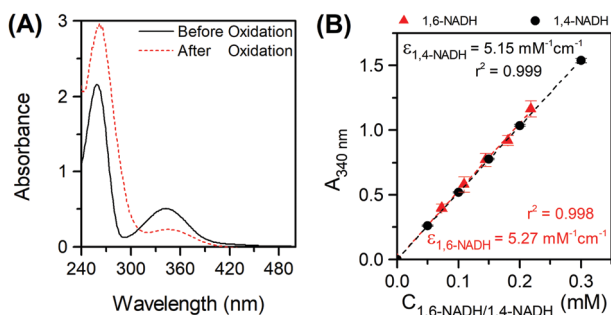 (A)
Before Oxidation
After Oxidation
3
2
1
0
Absorbance
240 300 360 420 480
Wavelength (nm)
(B)
1,6-NADH 1,4-NADH
ε1,4-NADH = 5.15 mM⁻¹cm⁻¹
r² = 0.999
1.5
1.0
0.5
0.0
A340 nm
r² = 0.998
ε1,6-NADH = 5.27 mM⁻¹cm⁻¹
0.0 0.1 0.2 0.3
C1,6-NADH/1,4-NADH (mM)